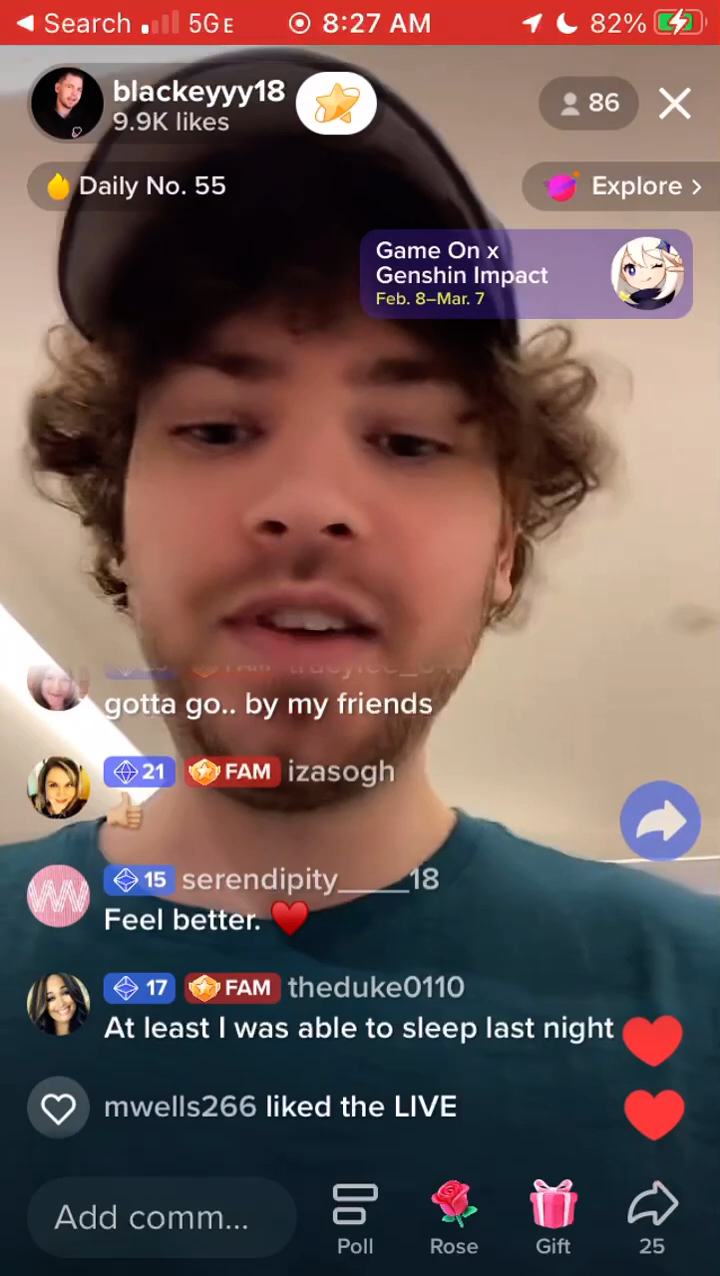 Search 5GE 8:27 AM 82%
blackeyyy18 86
9.9K likes
Daily No. 55 Explore >
Game On x
Genshin Impact
Feb. 8–Mar. 7
gotta go.. by my friends
21 FAM izasogh
15 serendipity____18
Feel better. ❤️
17 FAM theduke0110
At least I was able to sleep last night
mwells266 liked the LIVE
Add comm...
Poll Rose Gift 25